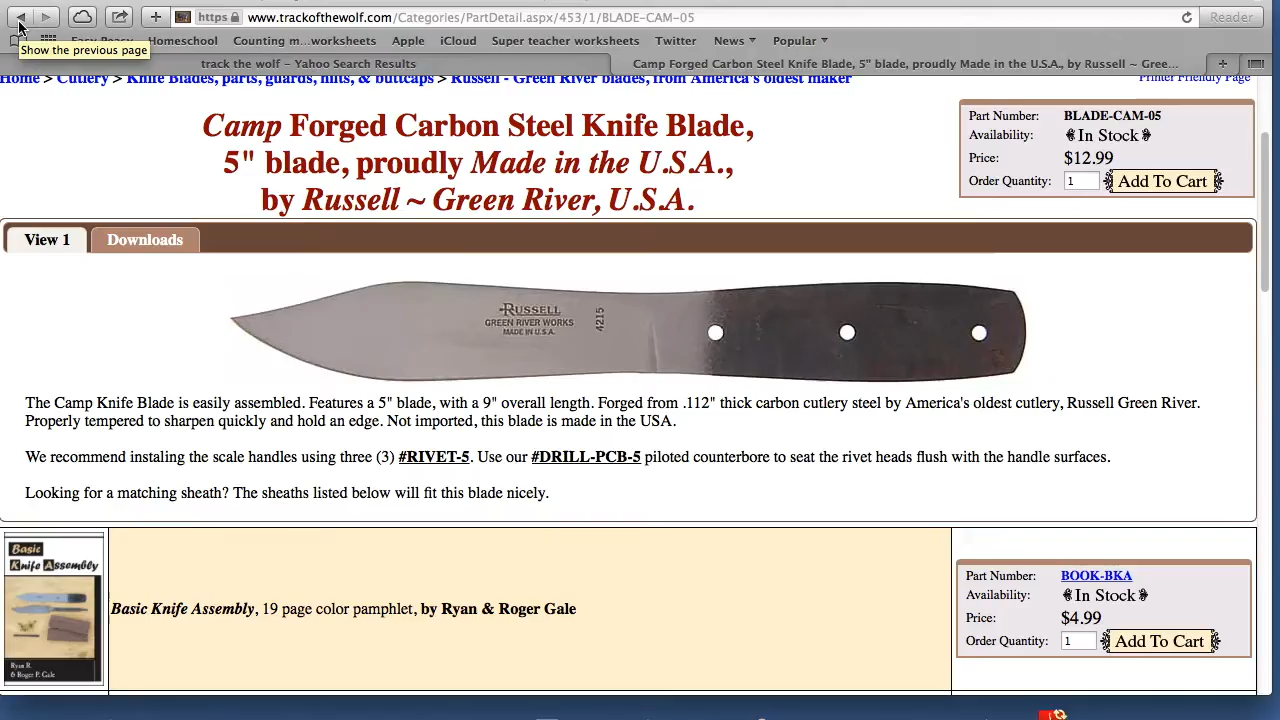 https www.trackofthewolf.com/Categories/PartDetail.aspx/453/1/BLADE-CAM-05 Reader
Easy Peasy Homeschool Counting m...worksheets Apple iCloud Super teacher worksheets Twitter News Popular
Show the previous page
track the wolf – Yahoo Search Results Camp Forged Carbon Steel Knife Blade, 5" blade, proudly Made in the U.S.A., by Russell ~ Gree...
Home > Cutlery > Knife Blades, parts, guards, nuts, & buttcaps > Russell - Green River blades, from America's oldest maker Printer Friendly Page
Camp Forged Carbon Steel Knife Blade,
5" blade, proudly Made in the U.S.A.,
by Russell ~ Green River, U.S.A.
Part Number: BLADE-CAM-05
Availability: In Stock
Price: $12.99
Order Quantity: 1 Add To Cart
View 1 Downloads
RUSSELL
GREEN RIVER WORKS
MADE IN U.S.A.
4215
The Camp Knife Blade is easily assembled. Features a 5" blade, with a 9" overall length. Forged from .112" thick carbon cutlery steel by America's oldest cutlery, Russell Green River.
Properly tempered to sharpen quickly and hold an edge. Not imported, this blade is made in the USA.
We recommend instaling the scale handles using three (3) #RIVET-5. Use our #DRILL-PCB-5 piloted counterbore to seat the rivet heads flush with the handle surfaces.
Looking for a matching sheath? The sheaths listed below will fit this blade nicely.
Basic
Knife Assembly
Ryan R.
& Roger P. Gale
Basic Knife Assembly, 19 page color pamphlet, by Ryan & Roger Gale
Part Number: BOOK-BKA
Availability: In Stock
Price: $4.99
Order Quantity: 1 Add To Cart